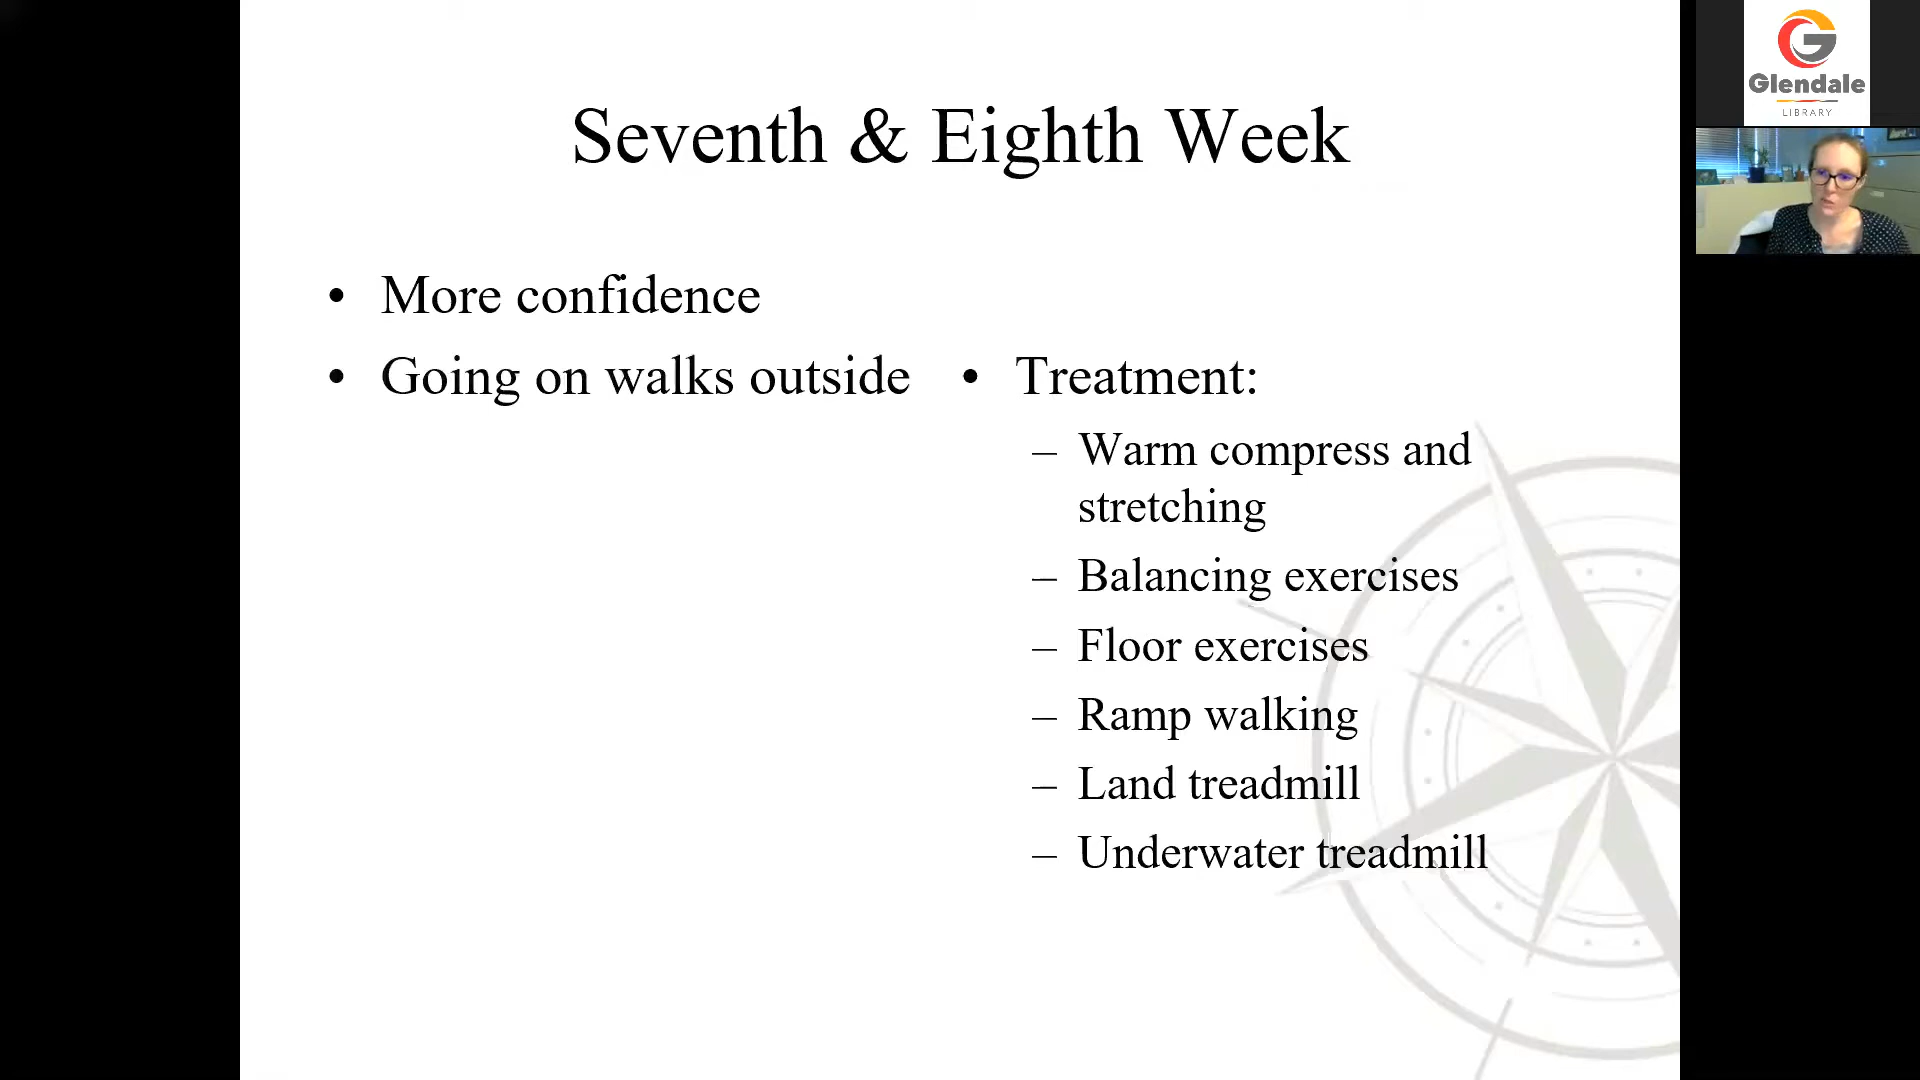 Seventh & Eighth Week
• More confidence
• Going on walks outside
• Treatment:
– Warm compress and
stretching
– Balancing exercises
– Floor exercises
– Ramp walking
– Land treadmill
– Underwater treadmill
Glendale
LIBRARY